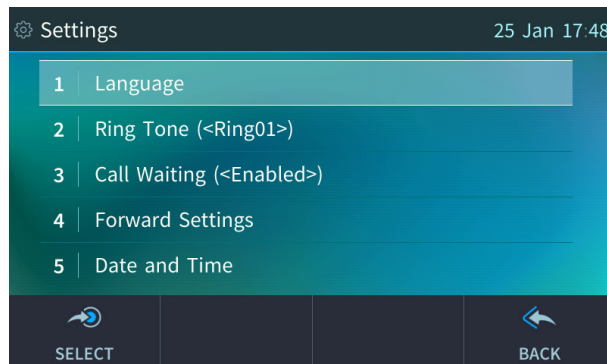 Settings
25 Jan 17:48
1 Language
2 Ring Tone (<Ring01>)
3 Call Waiting (<Enabled>)
4 Forward Settings
5 Date and Time
SELECT
BACK